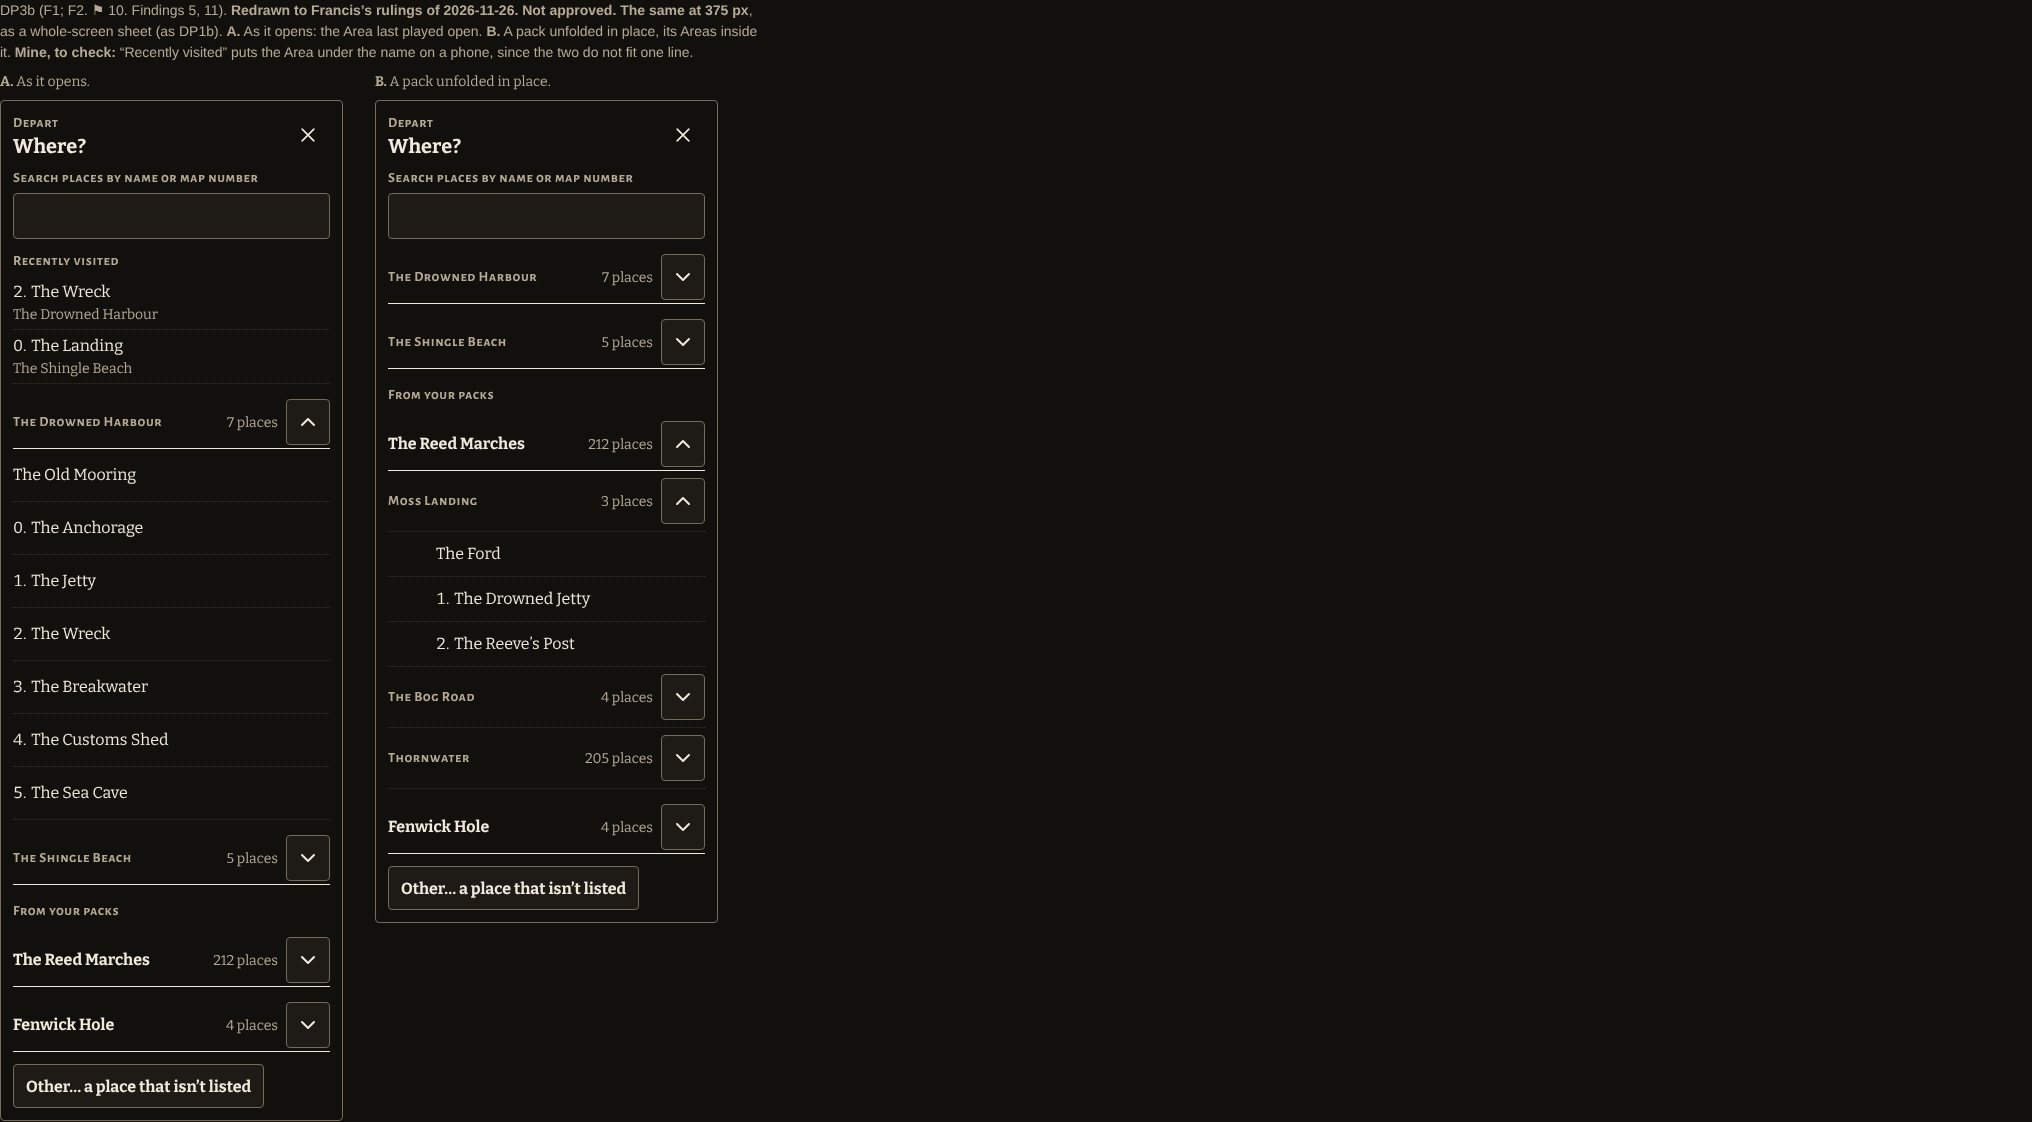 DP3b (F1; F2. ⚑ 10. Findings 5, 11). Redrawn to Francis's rulings of 2026-11-26. Not approved. The same at 375 px,
as a whole-screen sheet (as DP1b). A. As it opens: the Area last played open. B. A pack unfolded in place, its Areas inside
it. Mine, to check: “Recently visited” puts the Area under the name on a phone, since the two do not fit one line.
A. As it opens.
Depart
Where?
Search places by name or map number
Recently visited
2. The Wreck
The Drowned Harbour
0. The Landing
The Shingle Beach
The Drowned Harbour 7 places
The Old Mooring
0. The Anchorage
1. The Jetty
2. The Wreck
3. The Breakwater
4. The Customs Shed
5. The Sea Cave
The Shingle Beach 5 places
From your packs
The Reed Marches 212 places
Fenwick Hole 4 places
Other… a place that isn’t listed
B. A pack unfolded in place.
Depart
Where?
Search places by name or map number
The Drowned Harbour 7 places
The Shingle Beach 5 places
From your packs
The Reed Marches 212 places
Moss Landing 3 places
The Ford
1. The Drowned Jetty
2. The Reeve’s Post
The Bog Road 4 places
Thornwater 205 places
Fenwick Hole 4 places
Other… a place that isn’t listed